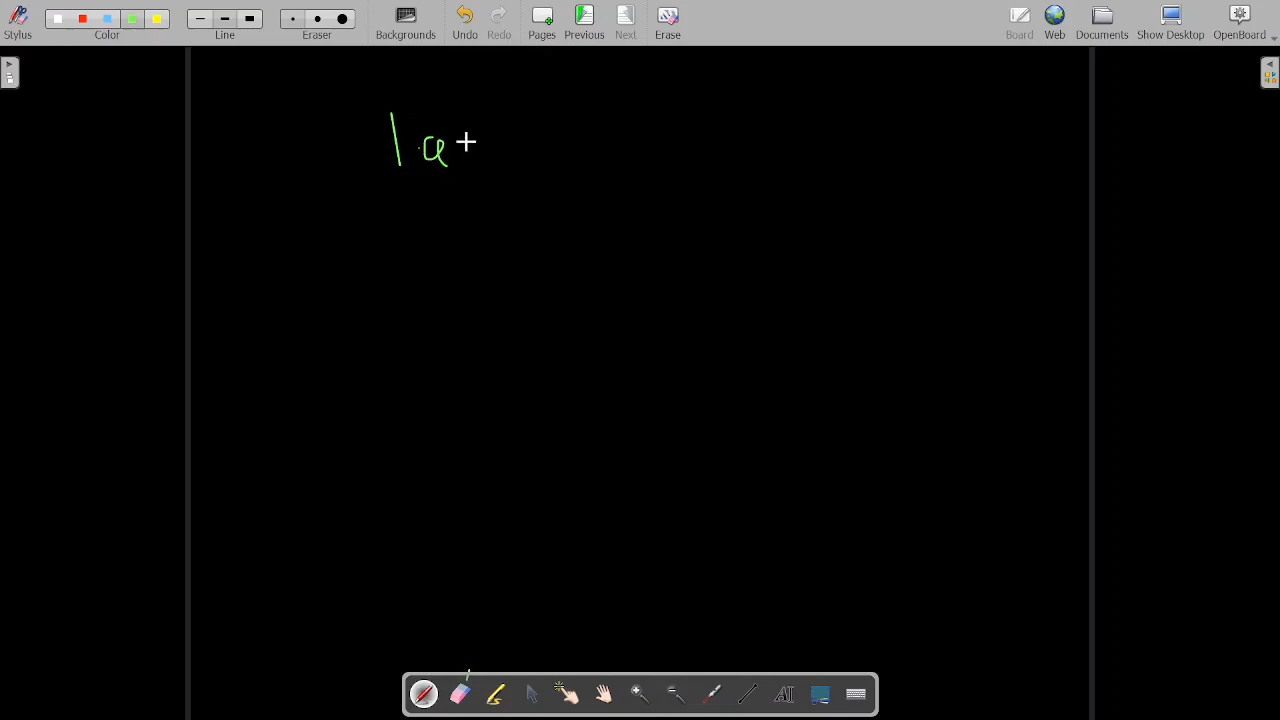 Stylus
Color
Line
Eraser
Backgrounds
Undo
Redo
Pages
Previous
Next
Erase
Board
Web
Documents
Show Desktop
OpenBoard
| a